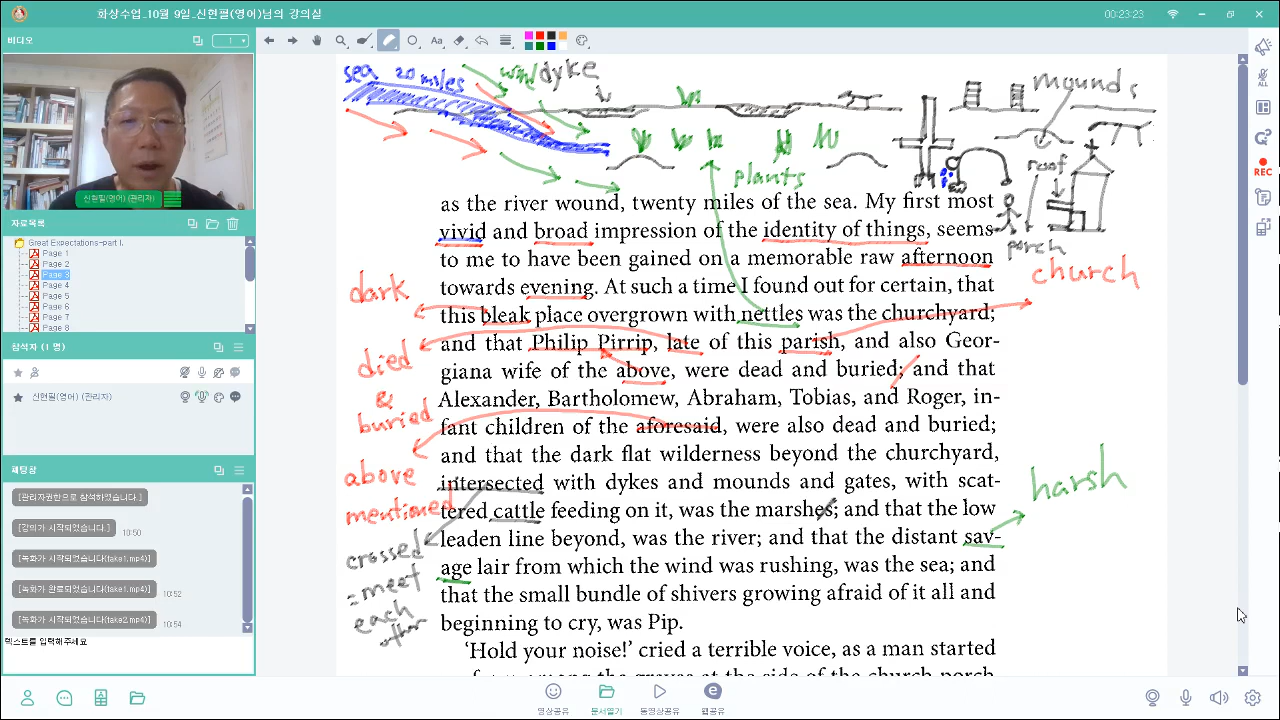 화상수업_10월 9일_신현필(영어)님의 강의실
00:23:23
비디오
1
신현필(영어) (관리자)
자료목록
Great Expectations-part I.
Page 1
Page 2
Page 3
Page 4
Page 5
Page 6
Page 7
Page 8
참석자 (1 명)
신현필(영어) (관리자)
채팅창
[관리자권한으로 참석하였습니다.]
[강의가 시작되었습니다.]
10:50
[녹화가 시작되었습니다(take1.mp4)]
[녹화가 완료되었습니다(take1.mp4)]
10:52
[녹화가 시작되었습니다(take2.mp4)]
10:54
텍스트를 입력해주세요
Aa
ALL
REC
sea 20 miles
wind
dyke
mounds
plants
roof
porch
church
dark
died
&
buried
above
mentioned
crossed
=meet
each
other
harsh
as the river wound, twenty miles of the sea. My first most
vivid and broad impression of the identity of things, seems
to me to have been gained on a memorable raw afternoon
towards evening. At such a time I found out for certain, that
this bleak place overgrown with nettles was the churchyard;
and that Philip Pirrip, late of this parish, and also Geor-
giana wife of the above, were dead and buried; and that
Alexander, Bartholomew, Abraham, Tobias, and Roger, in-
fant children of the aforesaid, were also dead and buried;
and that the dark flat wilderness beyond the churchyard,
intersected with dykes and mounds and gates, with scat-
tered cattle feeding on it, was the marshes; and that the low
leaden line beyond, was the river; and that the distant sav-
age lair from which the wind was rushing, was the sea; and
that the small bundle of shivers growing afraid of it all and
beginning to cry, was Pip.
'Hold your noise!' cried a terrible voice, as a man started
up from among the graves at the side of the church porch
영상공유
문서열기
동영상공유
웹공유